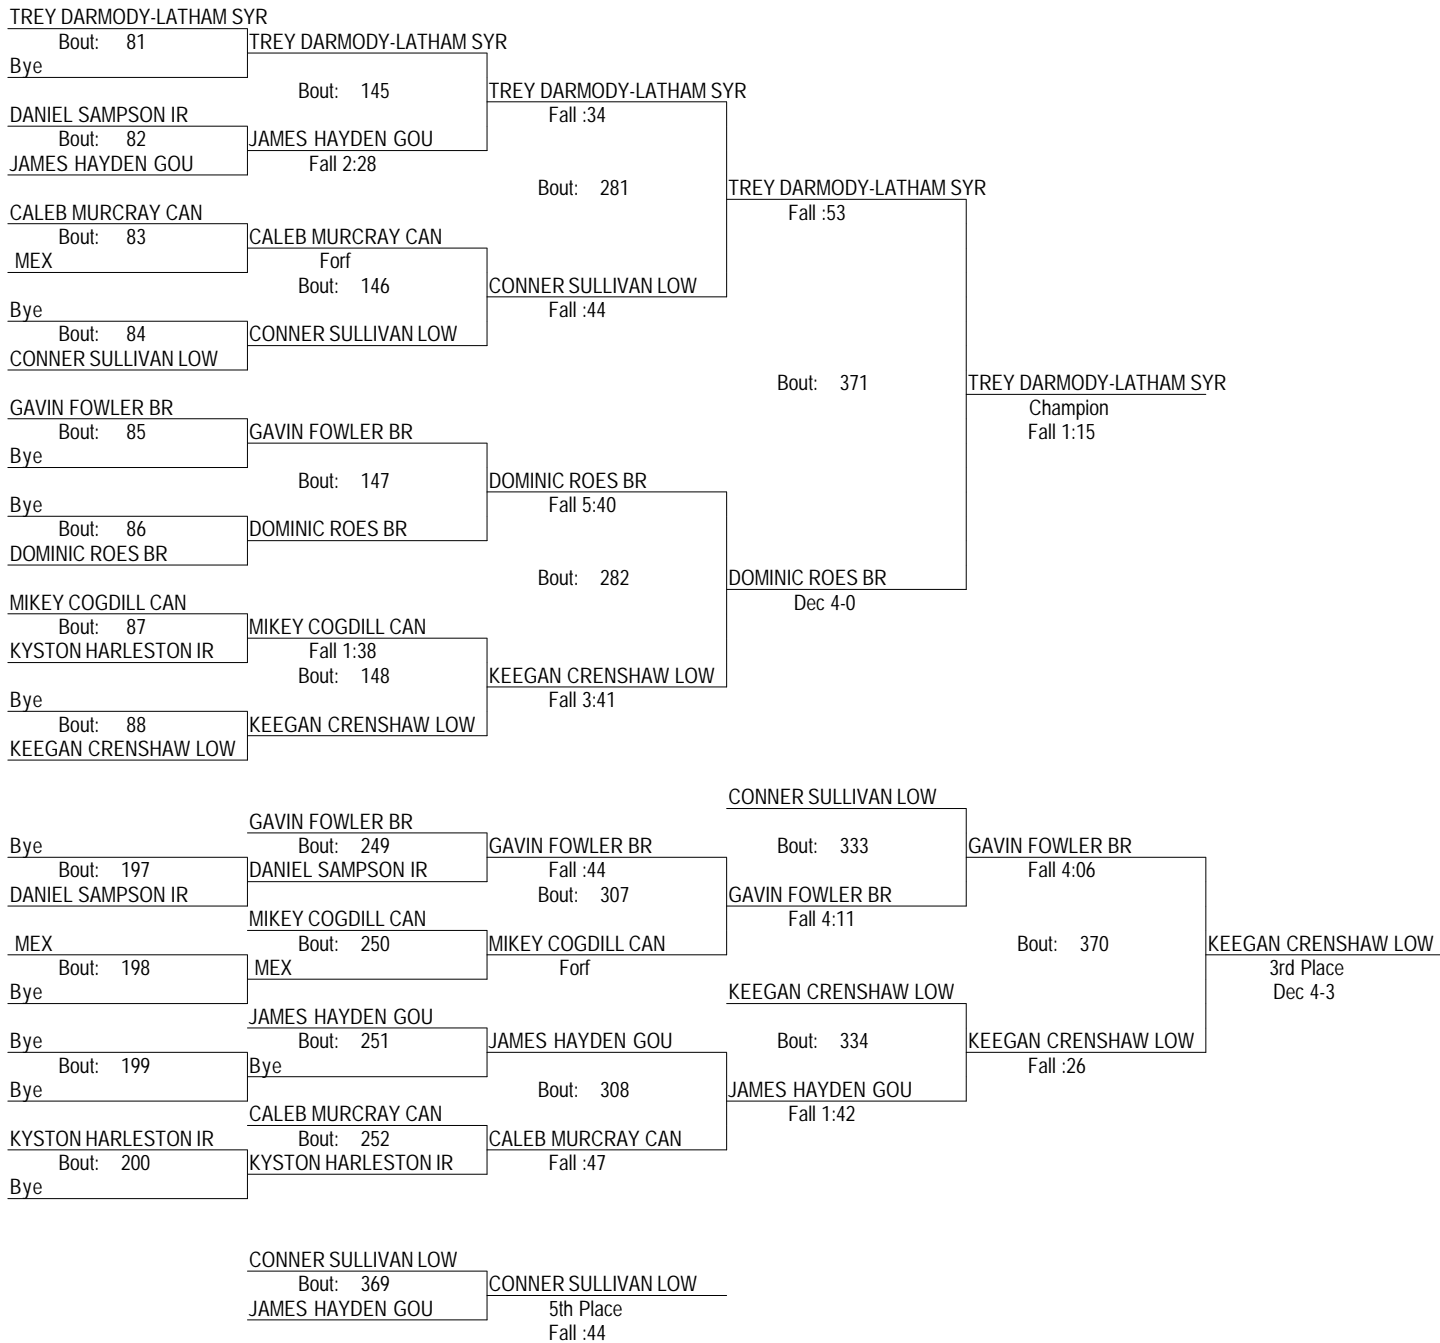 TREY DARMODY-LATHAM SYR
Bout: 81
TREY DARMODY-LATHAM SYR
Bye
Bout: 145
TREY DARMODY-LATHAM SYR
DANIEL SAMPSON IR
Fall :34
Bout: 82
JAMES HAYDEN GOU
JAMES HAYDEN GOU
Fall 2:28
Bout: 281
TREY DARMODY-LATHAM SYR
CALEB MURCRAY CAN
Fall :53
Bout: 83
CALEB MURCRAY CAN
MEX
Forf
Bout: 146
CONNER SULLIVAN LOW
Bye
Fall :44
Bout: 84
CONNER SULLIVAN LOW
CONNER SULLIVAN LOW
Bout: 371
TREY DARMODY-LATHAM SYR
GAVIN FOWLER BR
Champion
Bout: 85
GAVIN FOWLER BR
Fall 1:15
Bye
Bout: 147
DOMINIC ROES BR
Bye
Fall 5:40
Bout: 86
DOMINIC ROES BR
DOMINIC ROES BR
Bout: 282
DOMINIC ROES BR
MIKEY COGDILL CAN
Dec 4-0
Bout: 87
MIKEY COGDILL CAN
KYSTON HARLESTON IR
Fall 1:38
Bout: 148
KEEGAN CRENSHAW LOW
Bye
Fall 3:41
Bout: 88
KEEGAN CRENSHAW LOW
KEEGAN CRENSHAW LOW
CONNER SULLIVAN LOW
GAVIN FOWLER BR
Bye
Bout: 249
GAVIN FOWLER BR
Bout: 333
GAVIN FOWLER BR
Bout: 197
DANIEL SAMPSON IR
Fall :44
Fall 4:06
DANIEL SAMPSON IR
Bout: 307
GAVIN FOWLER BR
MIKEY COGDILL CAN
Fall 4:11
MEX
Bout: 250
MIKEY COGDILL CAN
Bout: 370
KEEGAN CRENSHAW LOW
Bout: 198
MEX
Forf
3rd Place
Bye
KEEGAN CRENSHAW LOW
Dec 4-3
JAMES HAYDEN GOU
Bye
Bout: 251
JAMES HAYDEN GOU
Bout: 334
KEEGAN CRENSHAW LOW
Bout: 199
Bye
Fall :26
Bye
Bout: 308
JAMES HAYDEN GOU
CALEB MURCRAY CAN
Fall 1:42
KYSTON HARLESTON IR
Bout: 252
CALEB MURCRAY CAN
Bout: 200
KYSTON HARLESTON IR
Fall :47
Bye
CONNER SULLIVAN LOW
Bout: 369
CONNER SULLIVAN LOW
JAMES HAYDEN GOU
5th Place
Fall :44